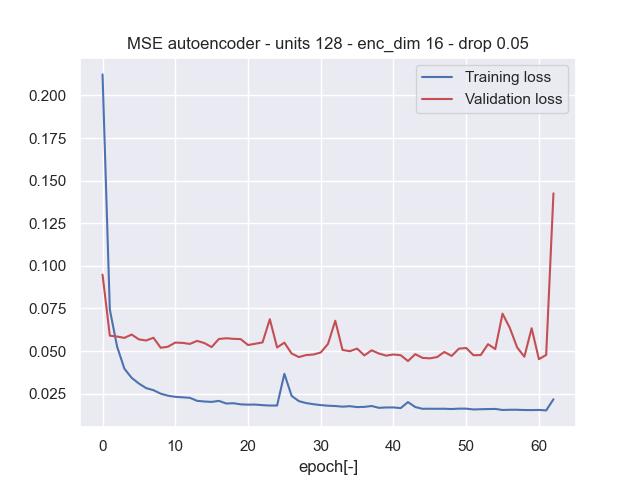 MSE autoencoder - units 128 - enc_dim 16 - drop 0.05
Training loss
Validation loss
0.200
0.175
0.150
0.125
0.100
0.075
0.050
0.025
0 10 20 30 40 50 60
epoch[-]